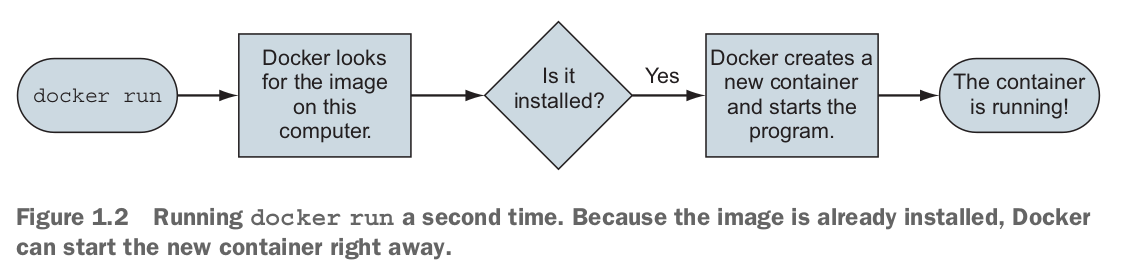 docker run
Docker looks
for the image
on this
computer.
Is it
installed?
Yes
Docker creates a
new container
and starts the
program.
The container
is running!
Figure 1.2 Running docker run a second time. Because the image is already installed, Docker
can start the new container right away.